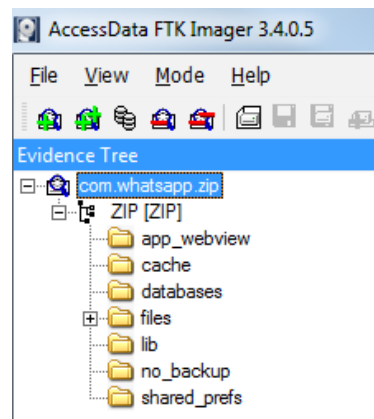 AccessData FTK Imager 3.4.0.5
File View Mode Help
Evidence Tree
com.whatsapp.zip
ZIP [ZIP]
app_webview
cache
databases
files
lib
no_backup
shared_prefs